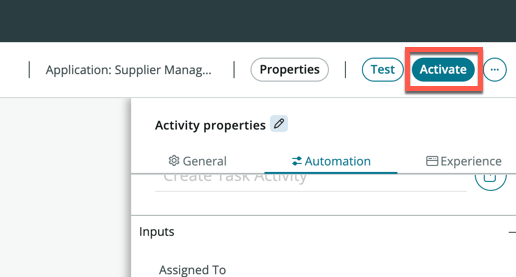 Application: Supplier Manag... Properties Test Activate ...
Activity properties
General Automation Experience
Create Task Activity
Inputs
Assigned To